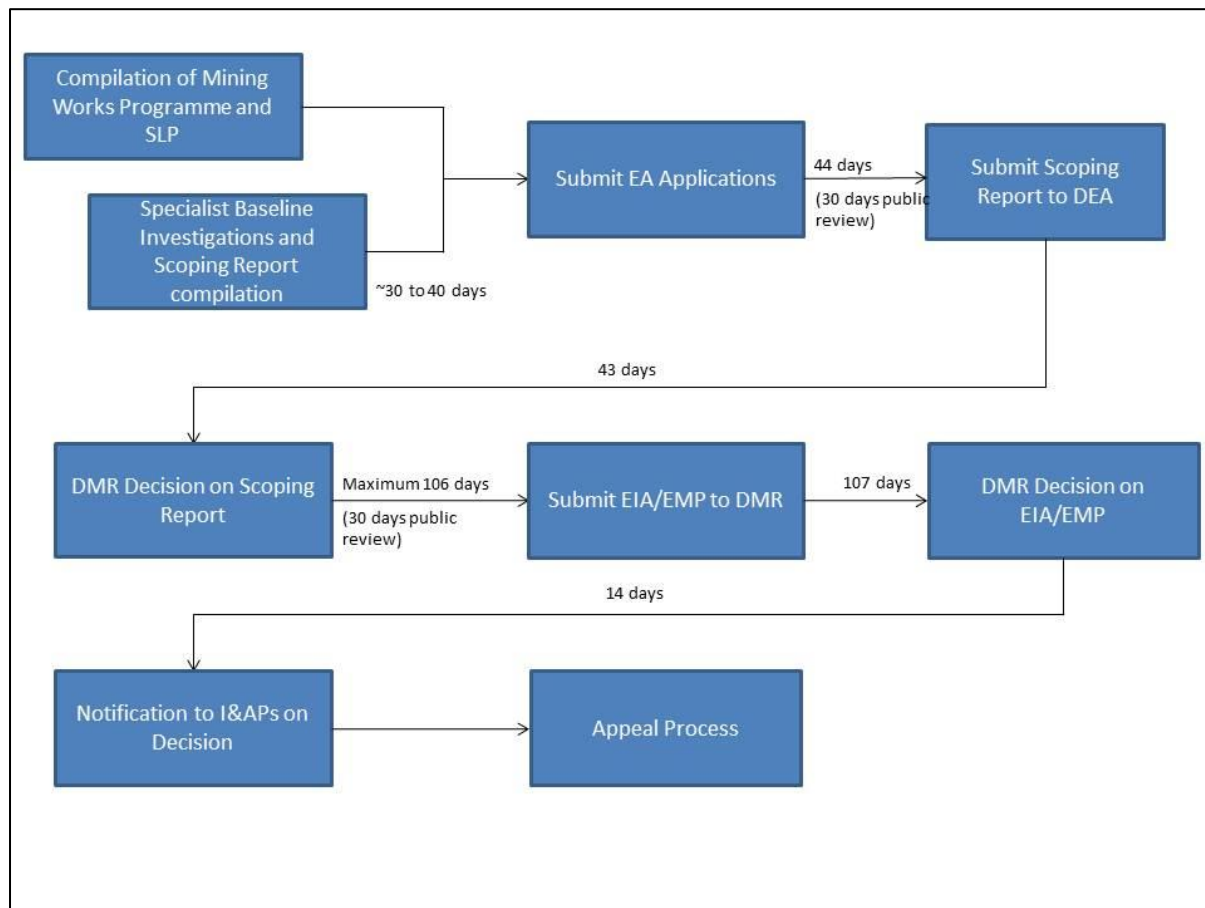 Compilation of Mining
Works Programme and
SLP
Specialist Baseline
Investigations and
Scoping Report
compilation
~30 to 40 days
Submit EA Applications
44 days
(30 days public
review)
Submit Scoping
Report to DEA
43 days
DMR Decision on Scoping
Report
Maximum 106 days
(30 days public
review)
Submit EIA/EMP to DMR
107 days
DMR Decision on
EIA/EMP
14 days
Notification to I&APs on
Decision
Appeal Process